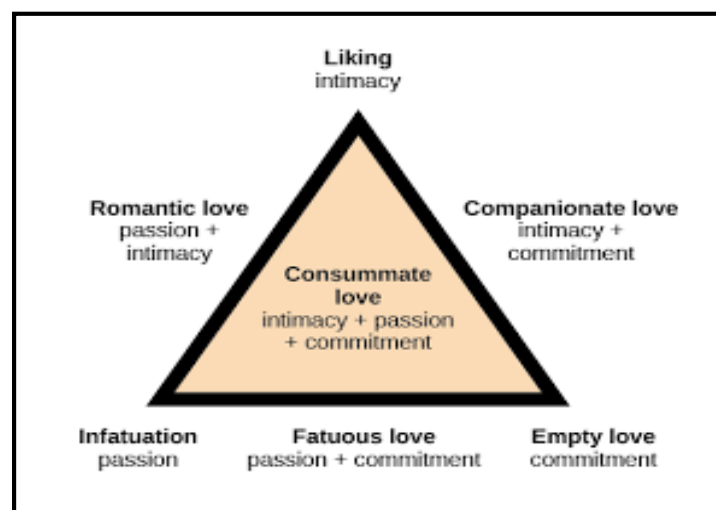 Liking
intimacy
Romantic love
passion +
intimacy
Companionate love
intimacy +
commitment
Consummate
love
intimacy + passion
+ commitment
Infatuation
passion
Fatuous love
passion + commitment
Empty love
commitment